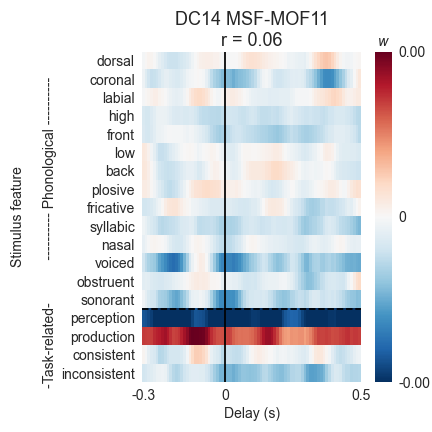 DC14 MSF-MOF11
r = 0.06
w
Stimulus feature
---------- Phonological ----------
-Task-related-
dorsal
coronal
labial
high
front
low
back
plosive
fricative
syllabic
nasal
voiced
obstruent
sonorant
perception
production
consistent
inconsistent
0.00
0
-0.00
-0.3
0
0.5
Delay (s)